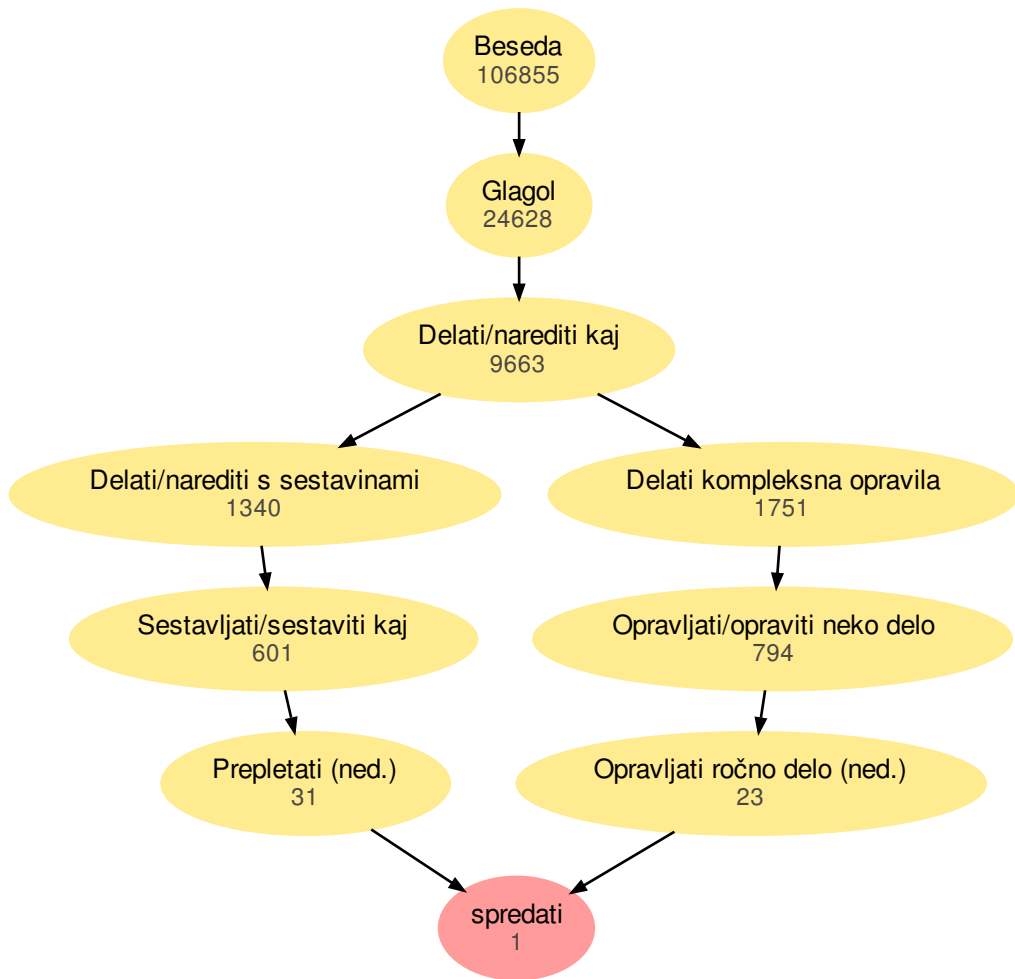 Beseda
106855
Glagol
24628
Delati/narediti kaj
9663
Delati/narediti s sestavinami
1340
Delati kompleksna opravila
1751
Sestavljati/sestaviti kaj
601
Opravljati/opraviti neko delo
794
Prepletati (ned.)
31
Opravljati ročno delo (ned.)
23
spredati
1